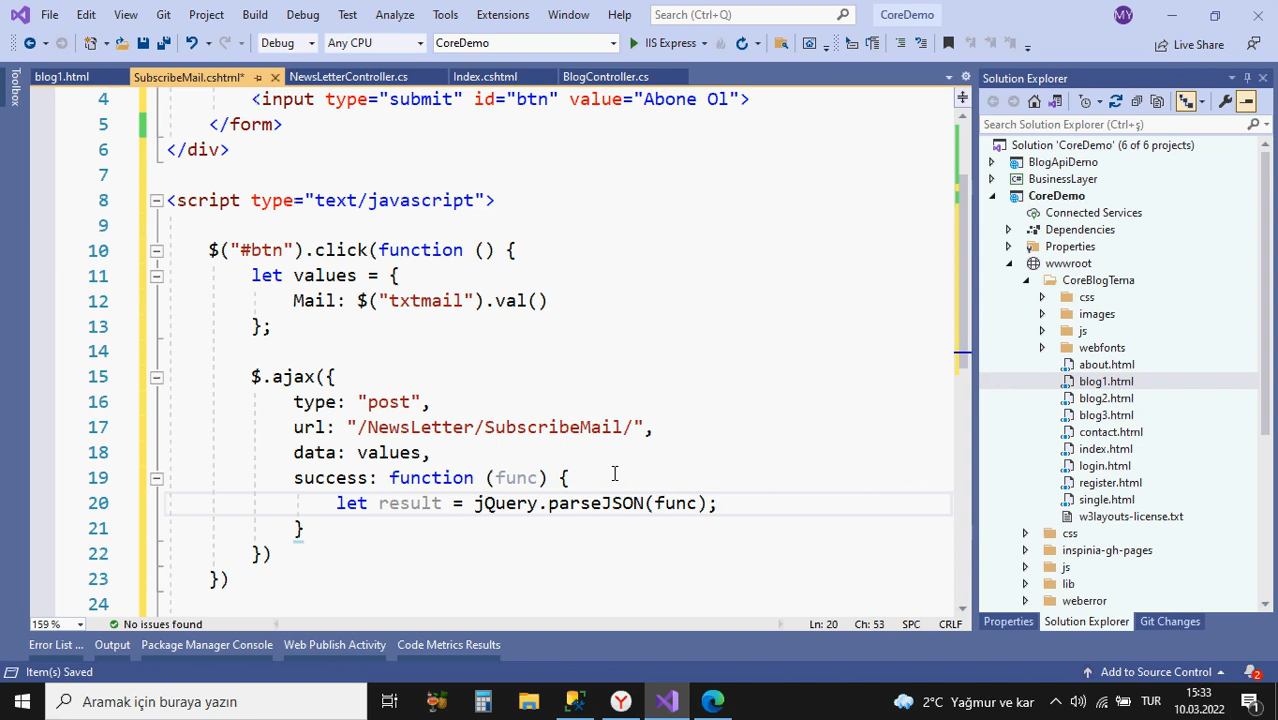 File Edit View Git Project Build Debug Test Analyze Tools Extensions Window Help Search (Ctrl+Q) CoreDemo MY
Debug Any CPU CoreDemo IIS Express Live Share
Toolbox
blog1.html SubscribeMail.cshtml* NewsLetterController.cs Index.cshtml BlogController.cs
4 <input type="submit" id="btn" value="Abone Ol">
5 </form>
6 </div>
7
8 <script type="text/javascript">
9
10 $("#btn").click(function () {
11 let values = {
12 Mail: $("txtmail").val()
13 };
14
15 $.ajax({
16 type: "post",
17 url: "/NewsLetter/SubscribeMail/",
18 data: values,
19 success: function (func) {
20 let result = jQuery.parseJSON(func);
21 }
22 })
23 })
24
159 % No issues found Ln: 20 Ch: 53 SPC CRLF
Solution Explorer
Search Solution Explorer (Ctrl+ş)
Solution 'CoreDemo' (6 of 6 projects)
BlogApiDemo
BusinessLayer
CoreDemo
Connected Services
Dependencies
Properties
wwwroot
CoreBlogTema
css
images
js
webfonts
about.html
blog1.html
blog2.html
blog3.html
contact.html
index.html
login.html
register.html
single.html
w3layouts-license.txt
css
inspinia-gh-pages
js
lib
weberror
Properties Solution Explorer Git Changes
Error List ... Output Package Manager Console Web Publish Activity Code Metrics Results
Item(s) Saved Add to Source Control 2
Aramak için buraya yazın 2°C Yağmur ve kar TUR 15:33
10.03.2022 1